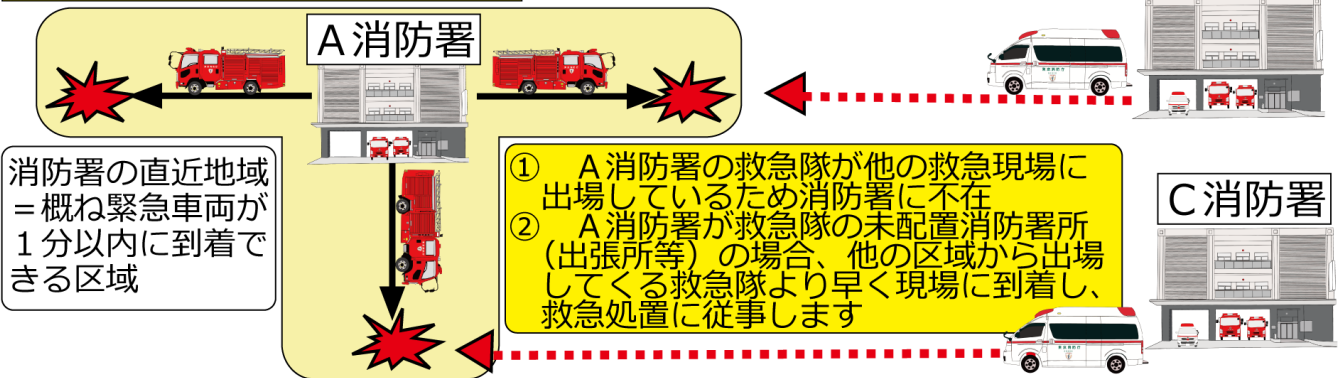 A消防署
消防署の直近地域
＝概ね緊急車両が
１分以内に到着で
きる区域
①　A消防署の救急隊が他の救急現場に
出場しているため消防署に不在
②　A消防署が救急隊の未配置消防署所
（出張所等）の場合、他の区域から出場
してくる救急隊より早く現場に到着し、
救急処置に従事します
C消防署